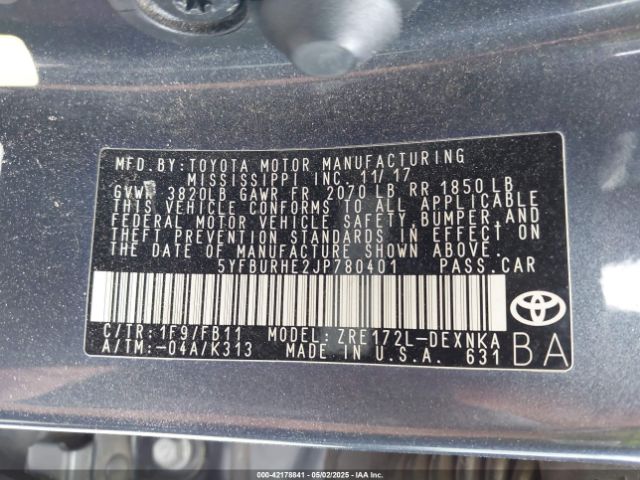 MFD.BY:TOYOTA MOTOR MANUFACTURING
MISSISSIPPI INC. 11/17
GVWR 3820LB GAWR FR 2070 LB RR 1850 LB
THIS VEHICLE CONFORMS TO ALL APPLICABLE
FEDERAL MOTOR VEHICLE SAFETY, BUMPER, AND
THEFT PREVENTION STANDARDS IN EFFECT ON
THE DATE OF MANUFACTURE SHOWN ABOVE.
5YFBURHE2JP780401 PASS.CAR
C/TR:1F9/FB11 MODEL:ZRE172L-DEXNKA
A/TM:-04A/K313 MADE IN U.S.A. 631
BA
000-42178841 - 05/02/2025 - IAA Inc.